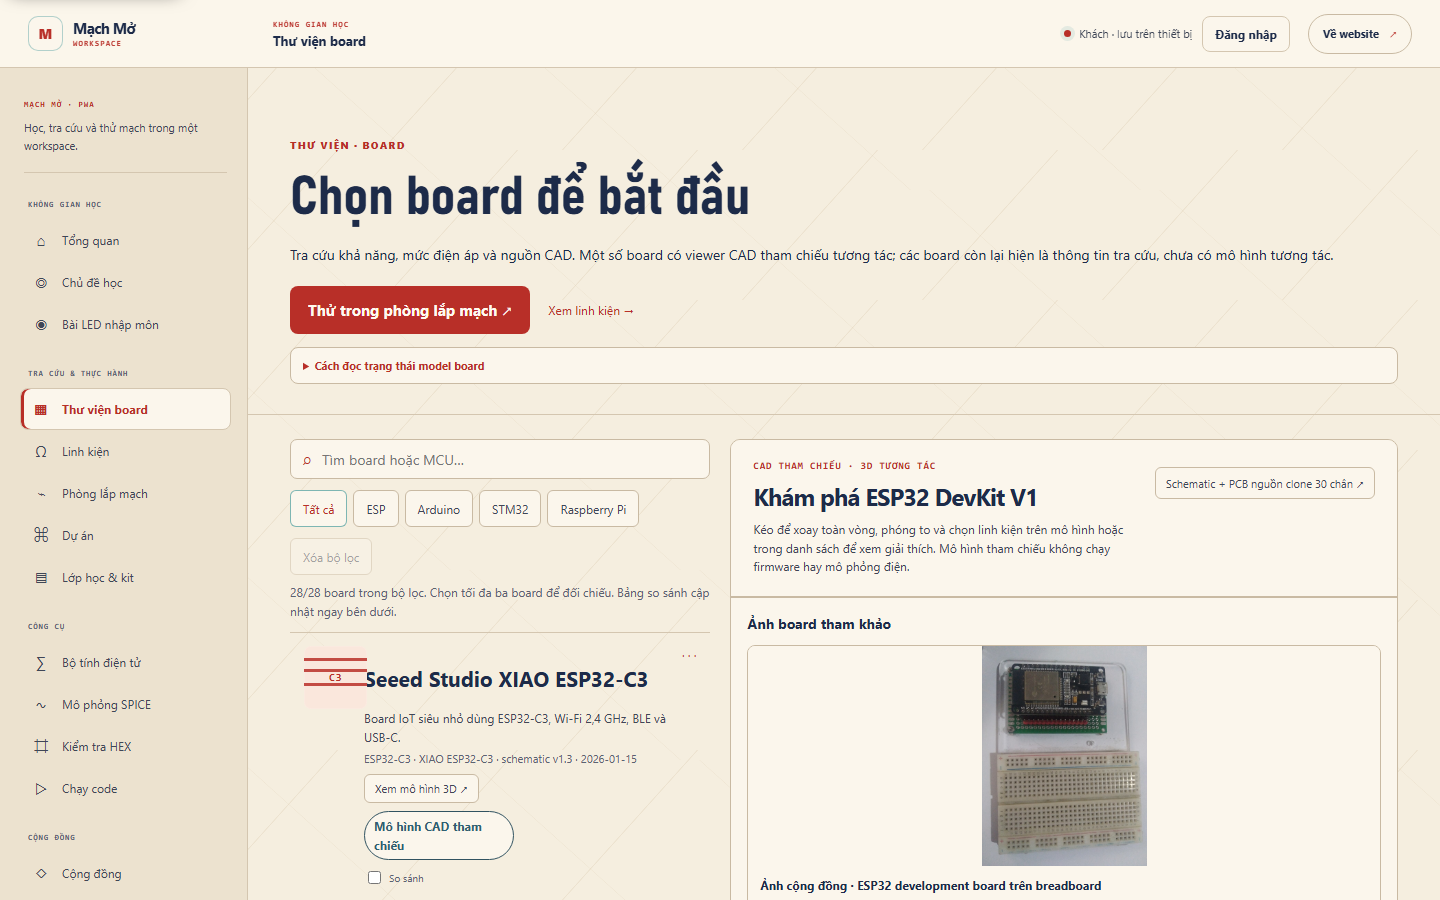 M
Mạch Mở
WORKSPACE
KHÔNG GIAN HỌC
Thư viện board
Khách · lưu trên thiết bị
Đăng nhập
Về website ↗
MẠCH MỞ · PWA
Học, tra cứu và thử mạch trong một
workspace.
KHÔNG GIAN HỌC
Tổng quan
Chủ đề học
Bài LED nhập môn
TRA CỨU & THỰC HÀNH
Thư viện board
Linh kiện
Phòng lắp mạch
Dự án
Lớp học & kit
CÔNG CỤ
Bộ tính điện tử
Mô phỏng SPICE
Kiểm tra HEX
Chạy code
CỘNG ĐỒNG
Cộng đồng
THƯ VIỆN · BOARD
Chọn board để bắt đầu
Tra cứu khả năng, mức điện áp và nguồn CAD. Một số board có viewer CAD tham chiếu tương tác; các board còn lại hiện là thông tin tra cứu, chưa có mô hình tương tác.
Thử trong phòng lắp mạch ↗
Xem linh kiện →
▶ Cách đọc trạng thái model board
Tìm board hoặc MCU...
Tất cả
ESP
Arduino
STM32
Raspberry Pi
Xóa bộ lọc
28/28 board trong bộ lọc. Chọn tối đa ba board để đối chiếu. Bảng so sánh cập
nhật ngay bên dưới.
C3
...
Seeed Studio XIAO ESP32-C3
Board IoT siêu nhỏ dùng ESP32-C3, Wi-Fi 2,4 GHz, BLE và
USB-C.
ESP32-C3 · XIAO ESP32-C3 · schematic v1.3 · 2026-01-15
Xem mô hình 3D ↗
Mô hình CAD tham
chiếu
So sánh
CAD THAM CHIẾU · 3D TƯƠNG TÁC
Khám phá ESP32 DevKit V1
Kéo để xoay toàn vòng, phóng to và chọn linh kiện trên mô hình hoặc
trong danh sách để xem giải thích. Mô hình tham chiếu không chạy
firmware hay mô phỏng điện.
Schematic + PCB nguồn clone 30 chân ↗
Ảnh board tham khảo
Ảnh cộng đồng · ESP32 development board trên breadboard